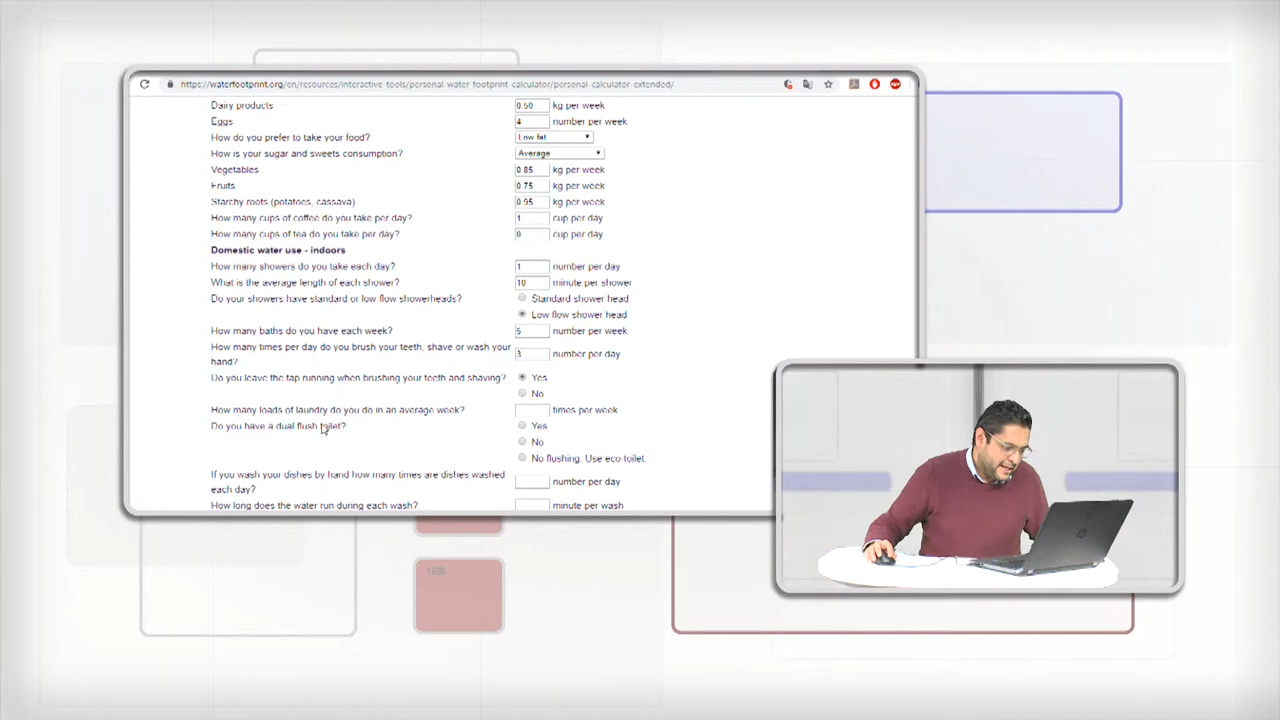 https://waterfootprint.org/en/resources/interactive-tools/personal-water-footprint-calculator/personal-calculator-extended/
Dairy products 0.50 kg per week
Eggs 4 number per week
How do you prefer to take your food? Low fat
How is your sugar and sweets consumption? Average
Vegetables 0.85 kg per week
Fruits 0.75 kg per week
Starchy roots (potatoes, cassava) 0.95 kg per week
How many cups of coffee do you take per day? 1 cup per day
How many cups of tea do you take per day? 0 cup per day
Domestic water use - indoors
How many showers do you take each day? 1 number per day
What is the average length of each shower? 10 minute per shower
Do your showers have standard or low flow showerheads? Standard shower head
Low flow shower head
How many baths do you have each week? 5 number per week
How many times per day do you brush your teeth, shave or wash your
hand? 3 number per day
Do you leave the tap running when brushing your teeth and shaving? Yes
No
How many loads of laundry do you do in an average week? times per week
Do you have a dual flush toilet? Yes
No
No flushing. Use eco-toilet.
If you wash your dishes by hand how many times are dishes washed
each day? number per day
How long does the water run during each wash? minute per wash